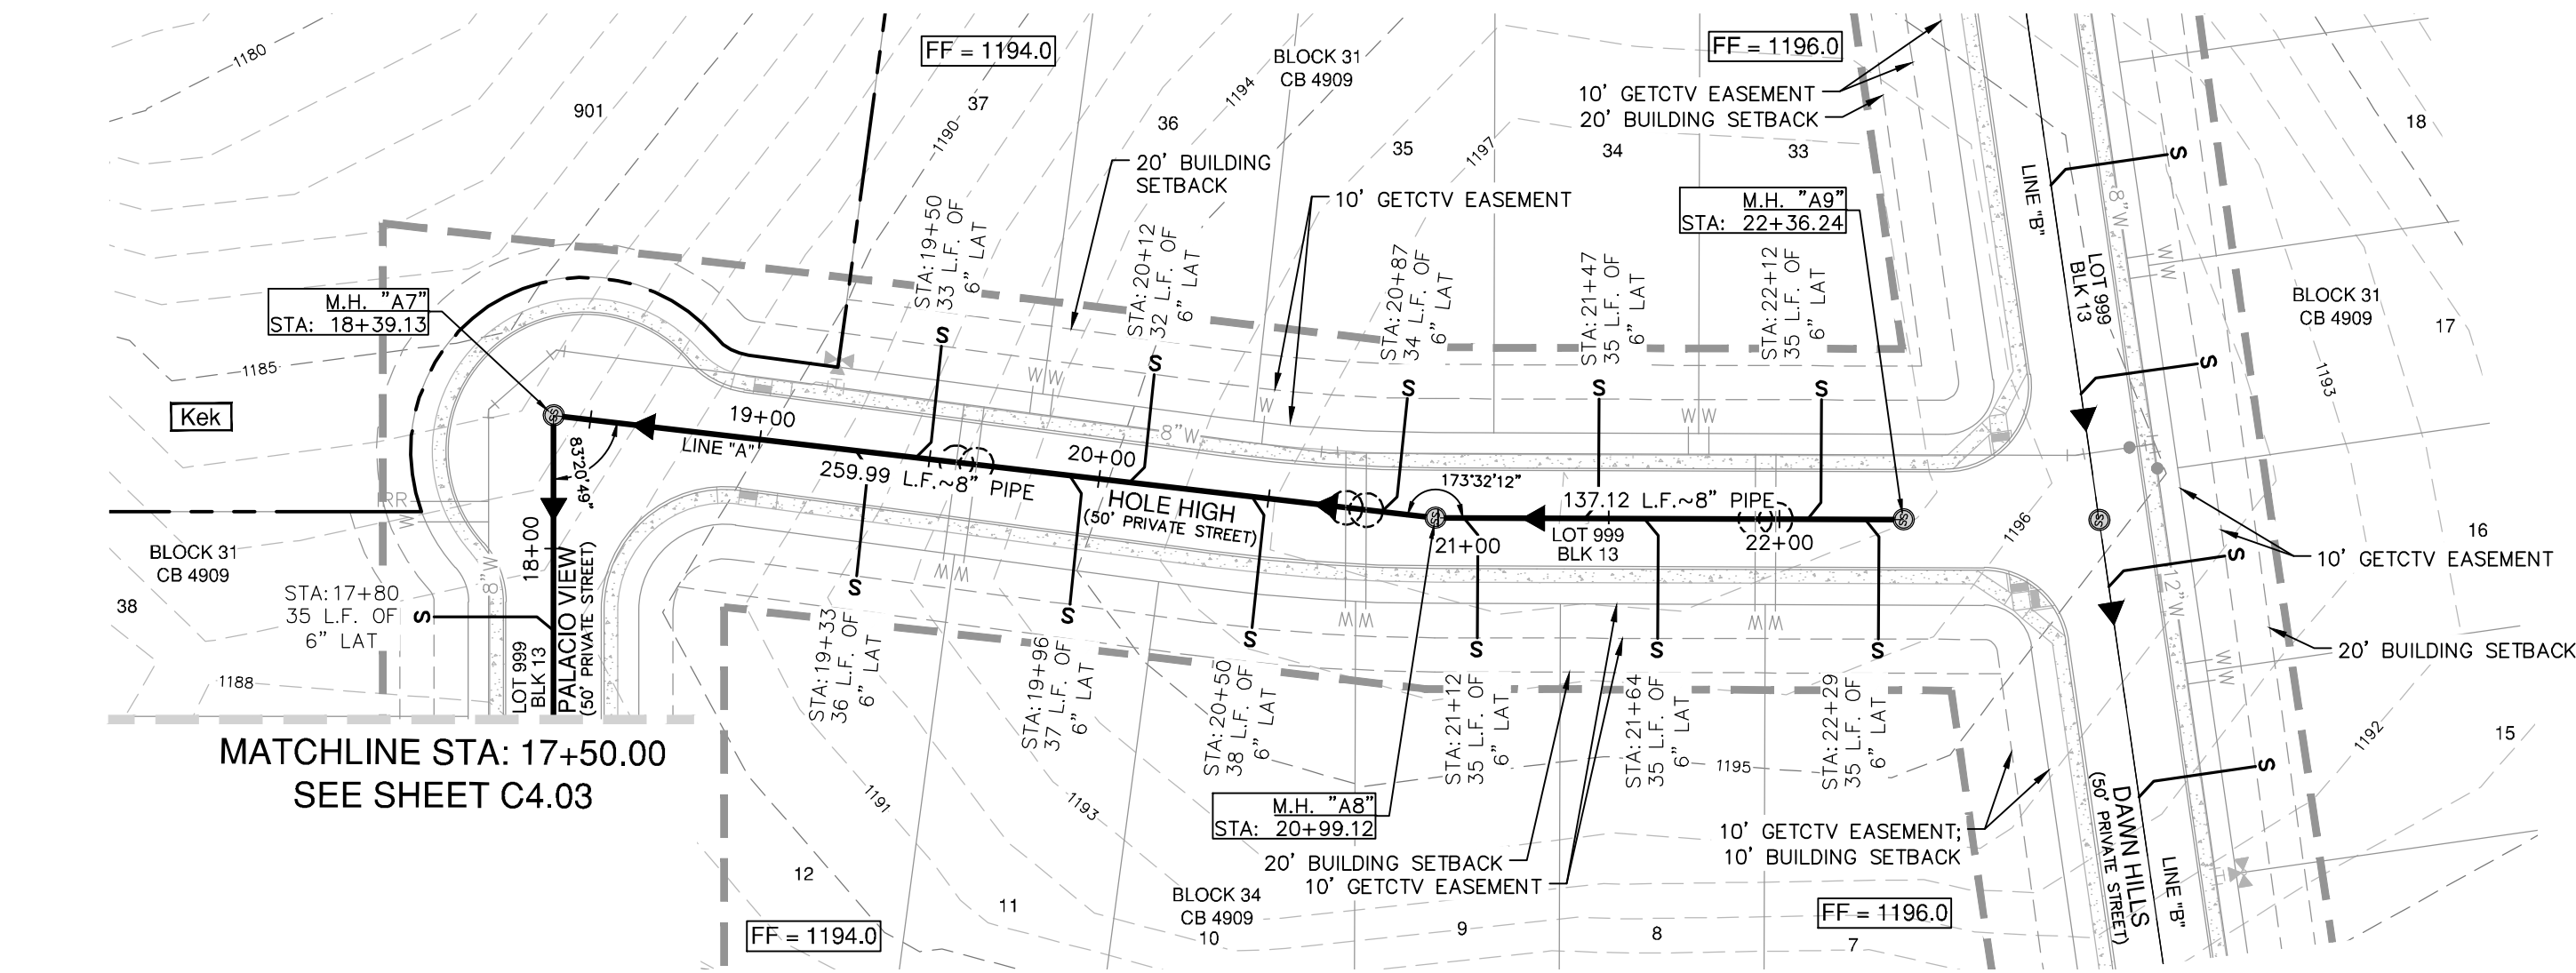 1180
FF = 1194.0
BLOCK 31
CB 4909
FF = 1196.0
10' GETCTV EASEMENT
20' BUILDING SETBACK
901
37
36
35
34
33
18
1190
1194
1197
20' BUILDING
SETBACK
10' GETCTV EASEMENT
M.H. "A9"
STA: 22+36.24
LINE "B"
8"W
LOT 999
BLK 13
W W
STA:19+50
33 L.F. OF
6" LAT
STA:20+12
32 L.F. OF
6" LAT
STA:20+87
34 L.F. OF
6" LAT
STA:21+47
35 L.F. OF
6" LAT
STA:22+12
35 L.F. OF
6" LAT
M.H. "A7"
STA: 18+39.13
BLOCK 31
CB 4909
17
1193
1185
Kek
S
S
S
S
S
S
S
W W
W
W W
19+00
LINE "A"
83°20'49"
259.99 L.F.~8" PIPE
20+00
8"W
HOLE HIGH
(50' PRIVATE STREET)
173°32'12"
137.12 L.F.~8" PIPE
21+00
LOT 999
BLK 13
22+00
1196
16
10' GETCTV EASEMENT
IRR
W
BLOCK 31
CB 4909
38
STA:17+80
35 L.F. OF
6" LAT
S
18+00
8"W
PALACIO VIEW
(50' PRIVATE STREET)
LOT 999
BLK 13
1188
W W
W W
W W
S
S
S
S
S
S
S
12"W
W W
20' BUILDING SETBACK
STA:19+33
36 L.F. OF
6" LAT
STA:19+96
37 L.F. OF
6" LAT
STA:20+50
38 L.F. OF
6" LAT
STA:21+12
35 L.F. OF
6" LAT
STA:21+64
35 L.F. OF
6" LAT
STA:22+29
35 L.F. OF
6" LAT
MATCHLINE STA: 17+50.00
SEE SHEET C4.03
1191
1193
1195
1192
15
S
M.H. "A8"
STA: 20+99.12
10' GETCTV EASEMENT;
10' BUILDING SETBACK
20' BUILDING SETBACK
10' GETCTV EASEMENT
DAWN HILLS
(50' PRIVATE STREET)
LINE "B"
12
11
BLOCK 34
CB 4909
10
9
8
7
FF = 1194.0
FF = 1196.0